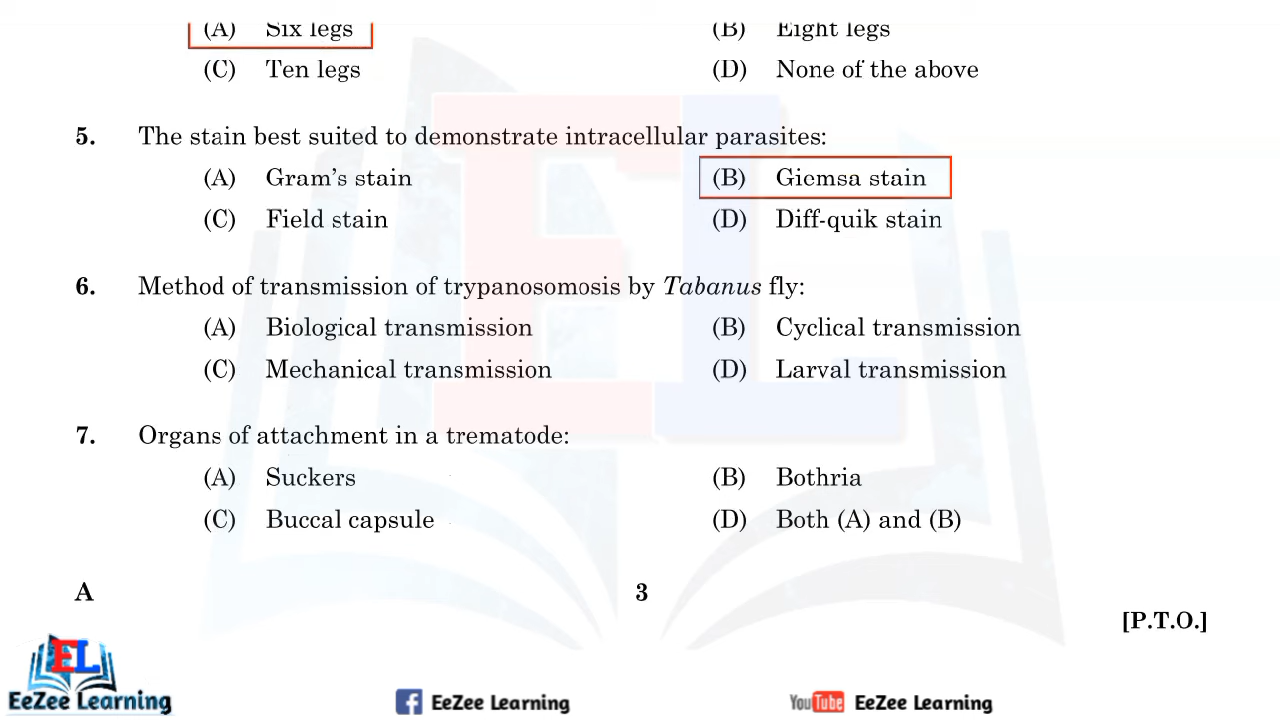 (A) Six legs (B) Eight legs
(C) Ten legs (D) None of the above
5. The stain best suited to demonstrate intracellular parasites:
(A) Gram's stain (B) Giemsa stain
(C) Field stain (D) Diff-quik stain
6. Method of transmission of trypanosomosis by Tabanus fly:
(A) Biological transmission (B) Cyclical transmission
(C) Mechanical transmission (D) Larval transmission
7. Organs of attachment in a trematode:
(A) Suckers (B) Bothria
(C) Buccal capsule (D) Both (A) and (B)
A 3
[P.T.O.]
EL
EeZee Learning f EeZee Learning YouTube EeZee Learning